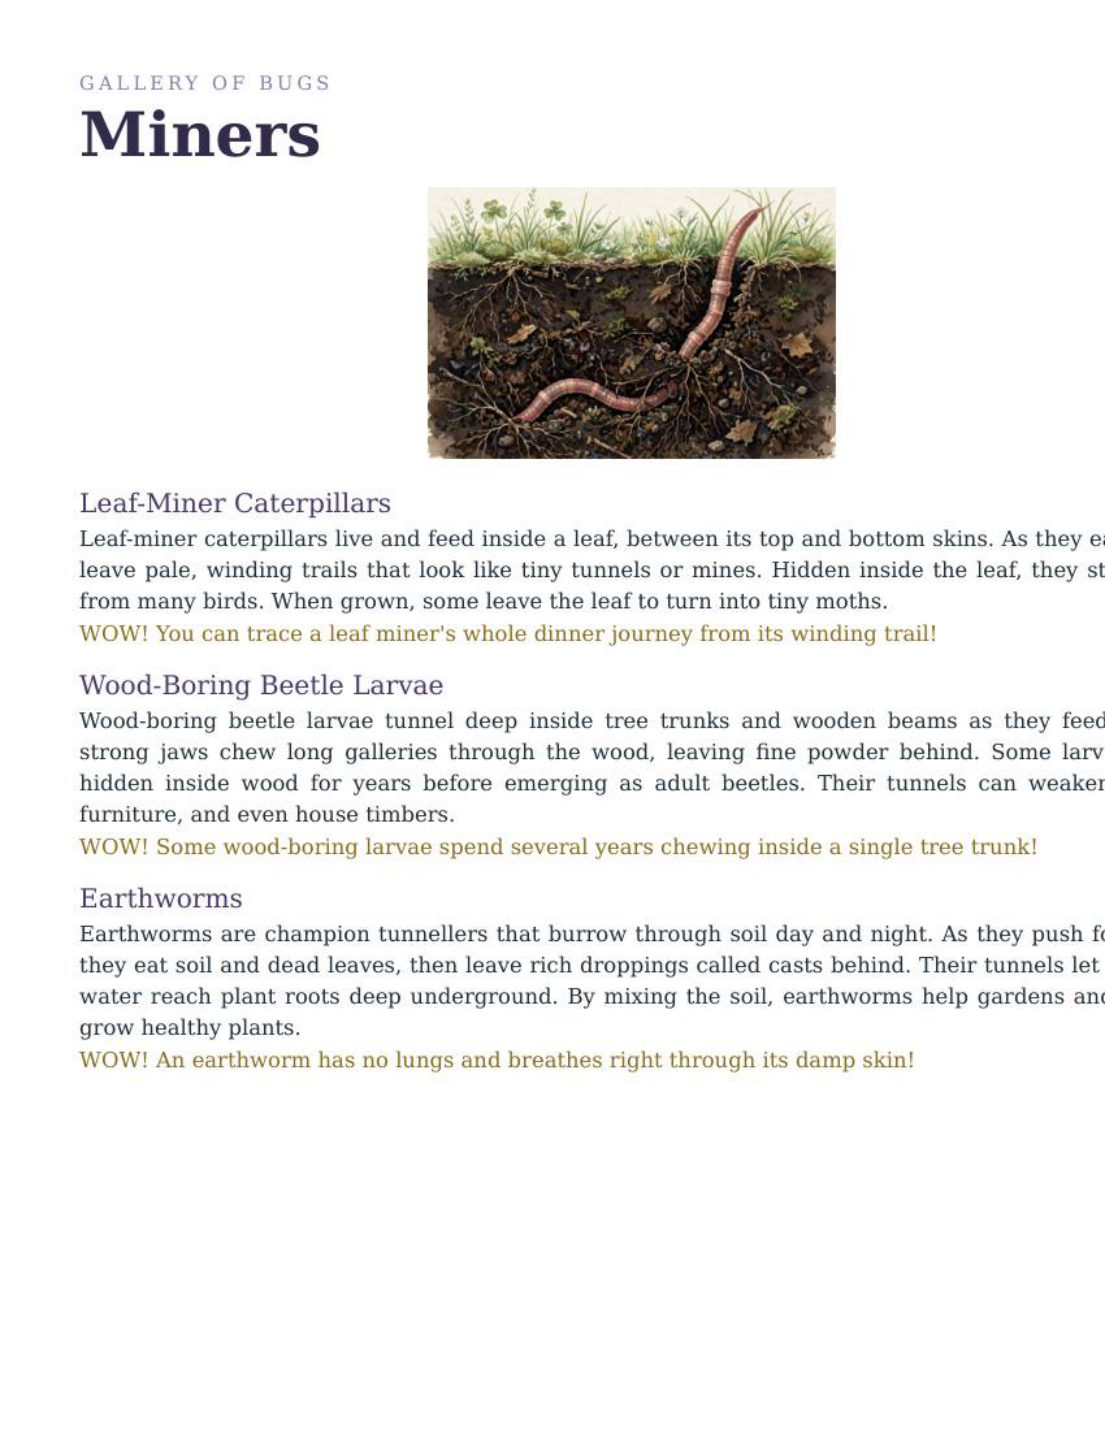 GALLERY OF BUGS
Miners
Leaf-Miner Caterpillars
Leaf-miner caterpillars live and feed inside a leaf, between its top and bottom skins. As they
leave pale, winding trails that look like tiny tunnels or mines. Hidden inside the leaf, they
from many birds. When grown, some leave the leaf to turn into tiny moths.
WOW! You can trace a leaf miner's whole dinner journey from its winding trail!
Wood-Boring Beetle Larvae
Wood-boring beetle larvae tunnel deep inside tree trunks and wooden beams as they feed
strong jaws chew long galleries through the wood, leaving fine powder behind. Some
hidden inside wood for years before emerging as adult beetles. Their tunnels can
furniture, and even house timbers.
WOW! Some wood-boring larvae spend several years chewing inside a single tree trunk!
Earthworms
Earthworms are champion tunnellers that burrow through soil day and night. As they push
they eat soil and dead leaves, then leave rich droppings called casts behind. Their tunnels let
water reach plant roots deep underground. By mixing the soil, earthworms help gardens
grow healthy plants.
WOW! An earthworm has no lungs and breathes right through its damp skin!